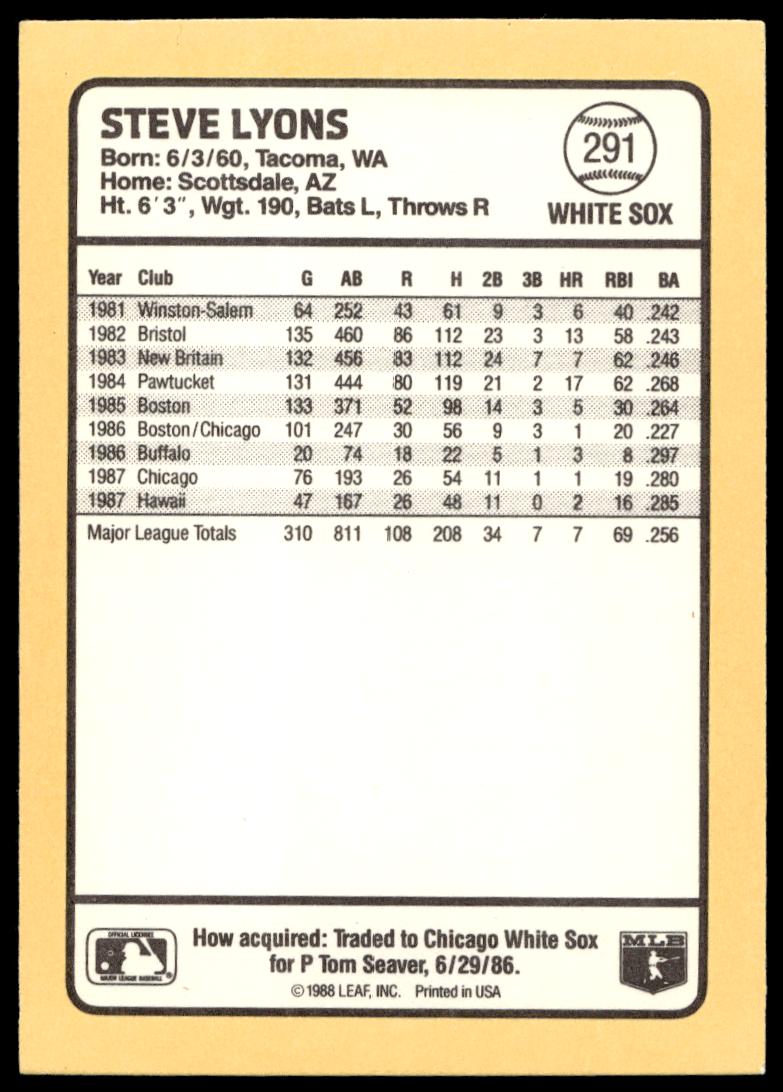 STEVE LYONS
Born: 6/3/60, Tacoma, WA
Home: Scottsdale, AZ
Ht. 6'3", Wgt. 190, Bats L, Throws R
291
WHITE SOX
Year Club G AB R H 2B 3B HR RBI BA
1981 Winston-Salem 64 252 43 61 9 3 6 40 .242
1982 Bristol 135 460 86 112 23 3 13 58 .243
1983 New Britain 132 456 83 112 24 7 7 62 .246
1984 Pawtucket 131 444 80 119 21 2 17 62 .268
1985 Boston 133 371 52 98 14 3 5 30 .264
1986 Boston/Chicago 101 247 30 56 9 3 1 20 .227
1986 Buffalo 20 74 18 22 5 1 3 8 .297
1987 Chicago 76 193 26 54 11 1 1 19 .280
1987 Hawaii 47 167 26 48 11 0 2 16 .285
Major League Totals 310 811 108 208 34 7 7 69 .256
OFFICIAL LICENSEE
MAJOR LEAGUE BASEBALL ®
How acquired: Traded to Chicago White Sox
for P Tom Seaver, 6/29/86.
© 1988 LEAF, INC. Printed in USA
MLB